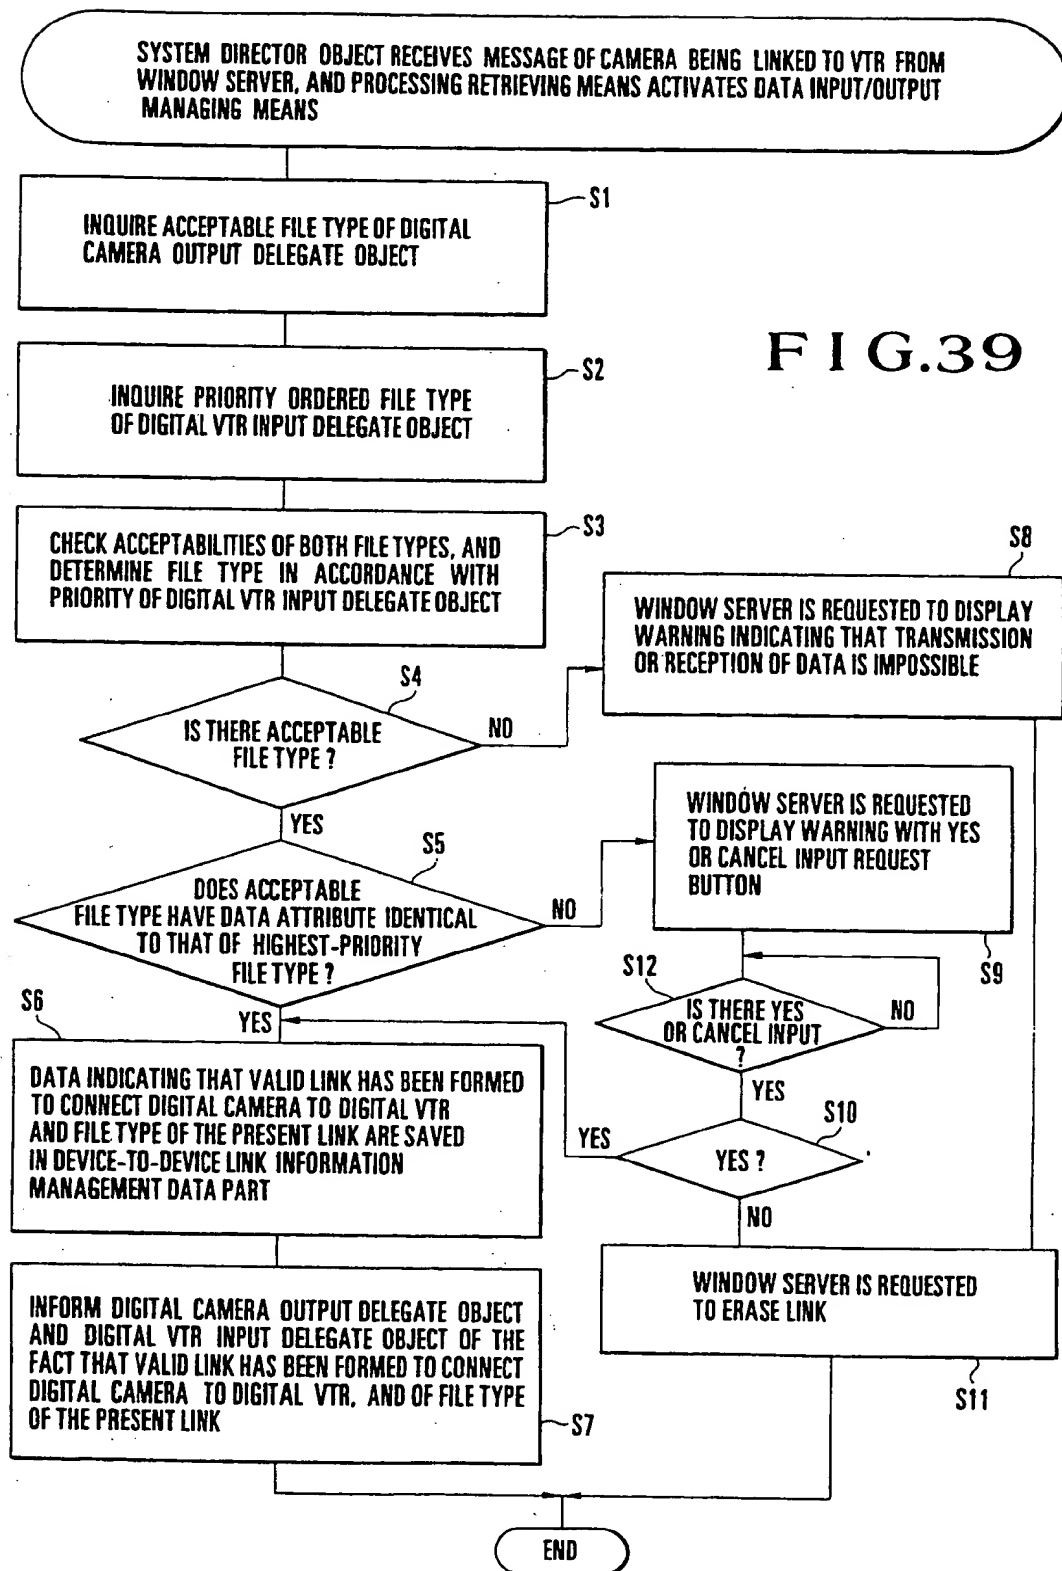 SYSTEM DIRECTOR OBJECT RECEIVES MESSAGE OF CAMERA BEING LINKED TO VTR FROM
WINDOW SERVER, AND PROCESSING RETRIEVING MEANS ACTIVATES DATA INPUT/OUTPUT
MANAGING MEANS
S1
INQUIRE ACCEPTABLE FILE TYPE OF DIGITAL
CAMERA OUTPUT DELEGATE OBJECT
FIG.39
S2
INQUIRE PRIORITY ORDERED FILE TYPE
OF DIGITAL VTR INPUT DELEGATE OBJECT
S3
CHECK ACCEPTABILITIES OF BOTH FILE TYPES, AND
DETERMINE FILE TYPE IN ACCORDANCE WITH
PRIORITY OF DIGITAL VTR INPUT DELEGATE OBJECT
S8
WINDOW SERVER IS REQUESTED TO DISPLAY
WARNING INDICATING THAT TRANSMISSION
OR RECEPTION OF DATA IS IMPOSSIBLE
S4
IS THERE ACCEPTABLE
FILE TYPE ?
NO
YES
S5
DOES ACCEPTABLE
FILE TYPE HAVE DATA ATTRIBUTE IDENTICAL
TO THAT OF HIGHEST-PRIORITY
FILE TYPE ?
NO
YES
WINDOW SERVER IS REQUESTED
TO DISPLAY WARNING WITH YES
OR CANCEL INPUT REQUEST
BUTTON
S9
S12
IS THERE YES
OR CANCEL INPUT
?
NO
YES
S10
YES ?
YES
NO
S6
DATA INDICATING THAT VALID LINK HAS BEEN FORMED
TO CONNECT DIGITAL CAMERA TO DIGITAL VTR
AND FILE TYPE OF THE PRESENT LINK ARE SAVED
IN DEVICE-TO-DEVICE LINK INFORMATION
MANAGEMENT DATA PART
WINDOW SERVER IS REQUESTED
TO ERASE LINK
S11
INFORM DIGITAL CAMERA OUTPUT DELEGATE OBJECT
AND DIGITAL VTR INPUT DELEGATE OBJECT OF THE
FACT THAT VALID LINK HAS BEEN FORMED TO CONNECT
DIGITAL CAMERA TO DIGITAL VTR, AND OF FILE TYPE
OF THE PRESENT LINK
S7
END